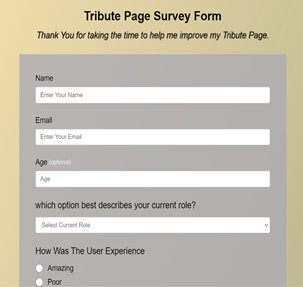 Tribute Page Survey Form
Thank You for taking the time to help me improve my Tribute Page.
Name
Enter Your Name
Email
Enter Your Email
Age (optional)
Age
which option best describes your current role?
Select Current Role
How Was The User Experience
Amazing
Poor